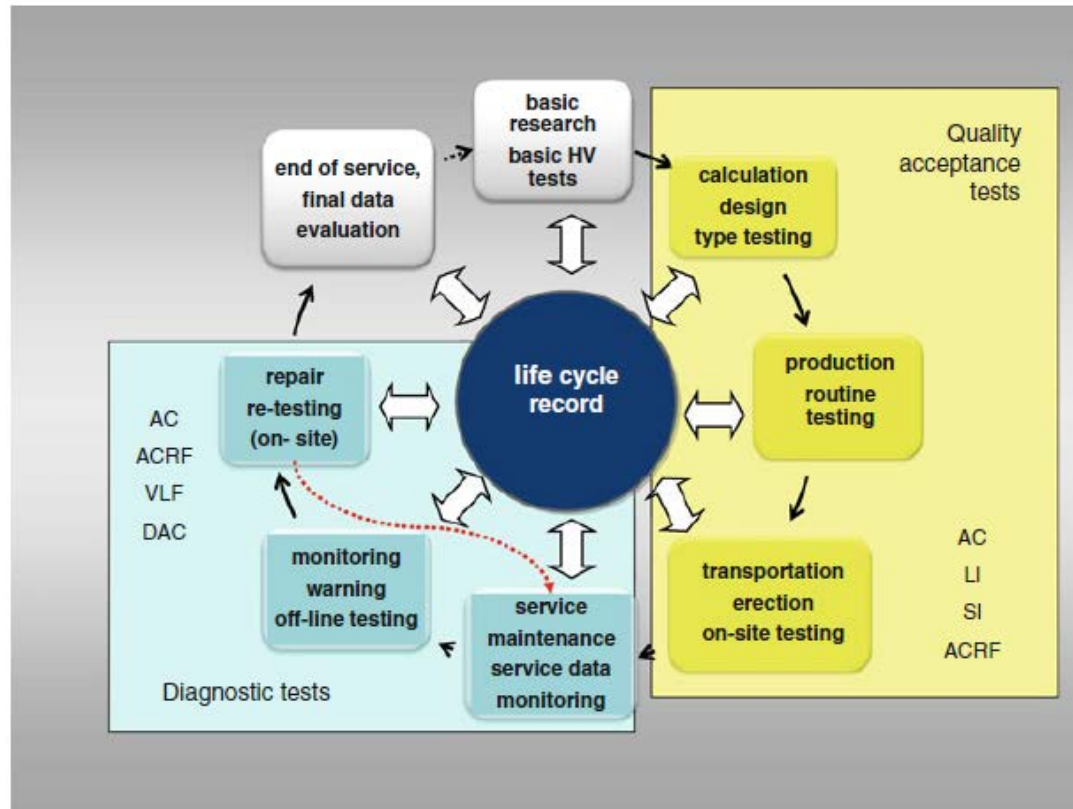 basic
research
basic HV
tests
Quality
acceptance
tests
end of service,
final data
evaluation
calculation
design
type testing
life cycle
record
production
routine
testing
repair
re-testing
(on- site)
AC
ACRF
VLF
DAC
monitoring
warning
off-line testing
service
maintenance
service data
monitoring
transportation
erection
on-site testing
AC
LI
SI
ACRF
Diagnostic tests